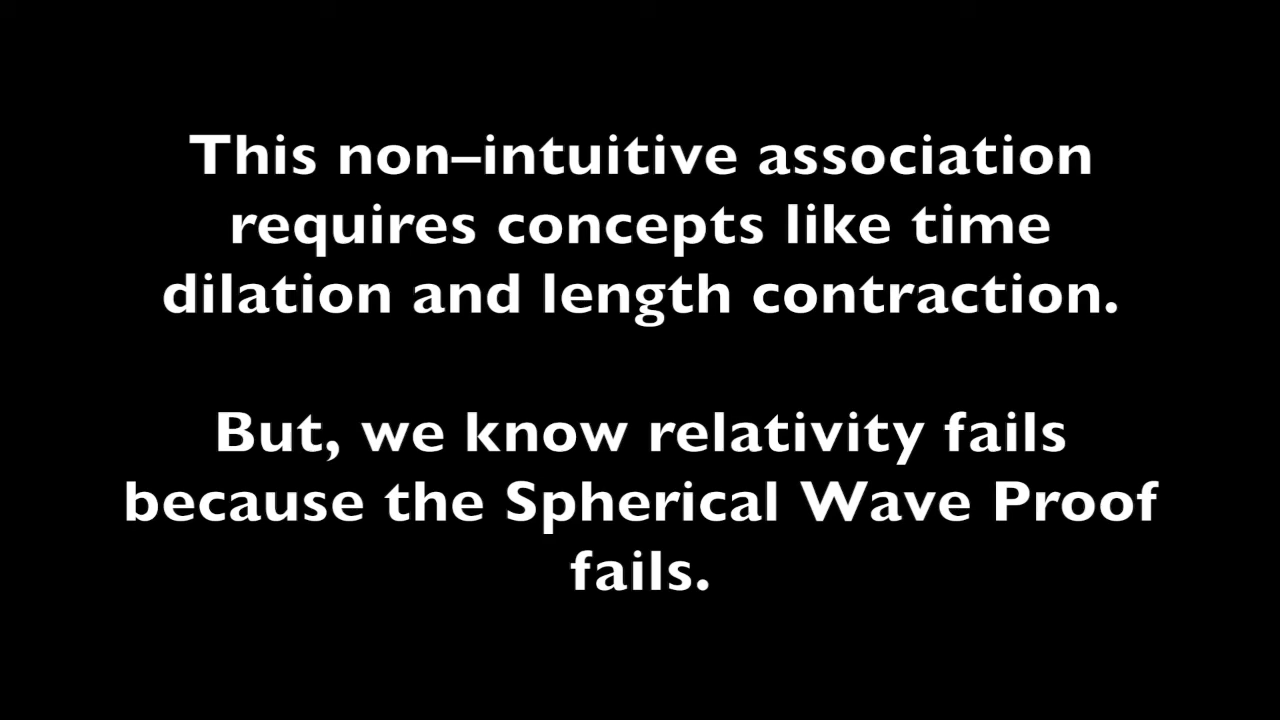 This non–intuitive association
requires concepts like time
dilation and length contraction.
But, we know relativity fails
because the Spherical Wave Proof
fails.